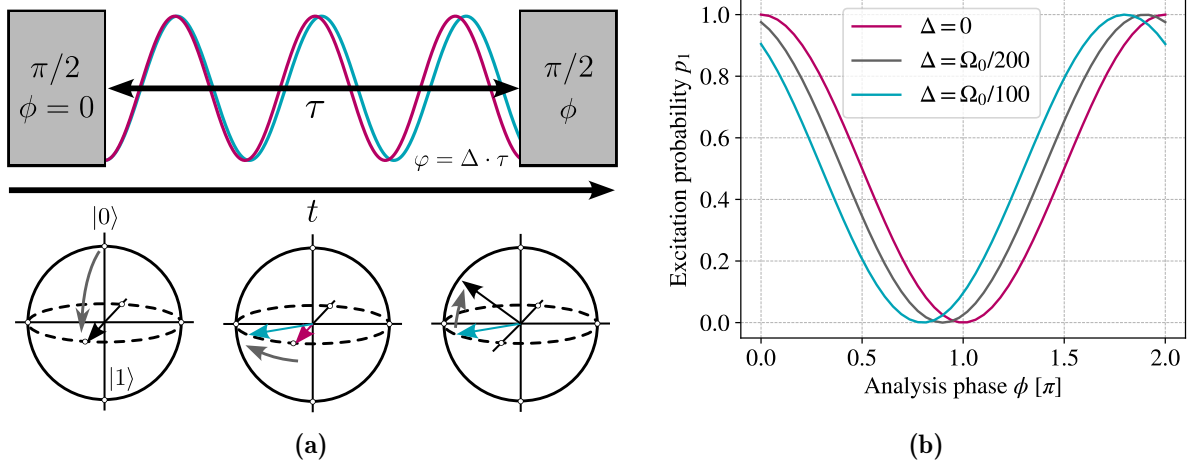 π/2
ϕ = 0
τ
φ = Δ · τ
π/2
ϕ
t
|0⟩
|1⟩
(a)
Excitation probability p₁
1.0
0.8
0.6
0.4
0.2
0.0
Δ = 0
Δ = Ω₀/200
Δ = Ω₀/100
0.0 0.5 1.0 1.5 2.0
Analysis phase ϕ [π]
(b)